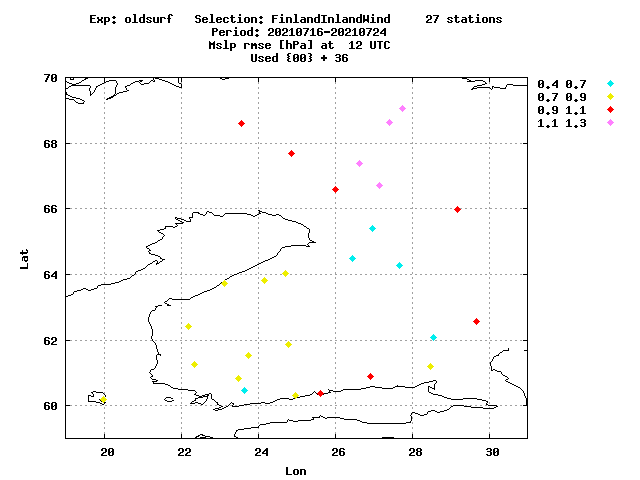 Exp: oldsurf   Selection: FinlandInlandWind     27 stations
Period: 20210716-20210724
Mslp rmse [hPa] at  12 UTC
Used {00} + 36
0.4 0.7
0.7 0.9
0.9 1.1
1.1 1.3
70
68
66
64
62
60
Lat
20 22 24 26 28 30
Lon